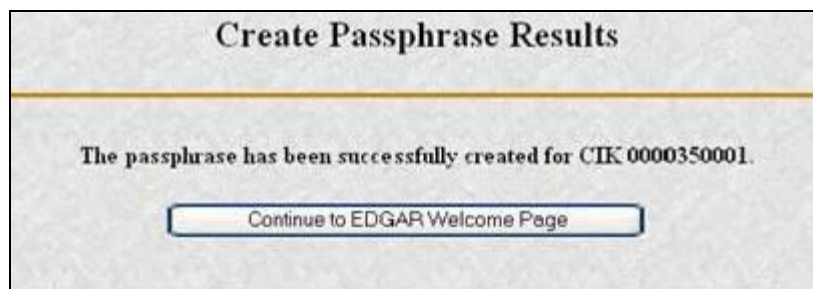 Create Passphrase Results
The passphrase has been successfully created for CIK 0000350001.
Continue to EDGAR Welcome Page